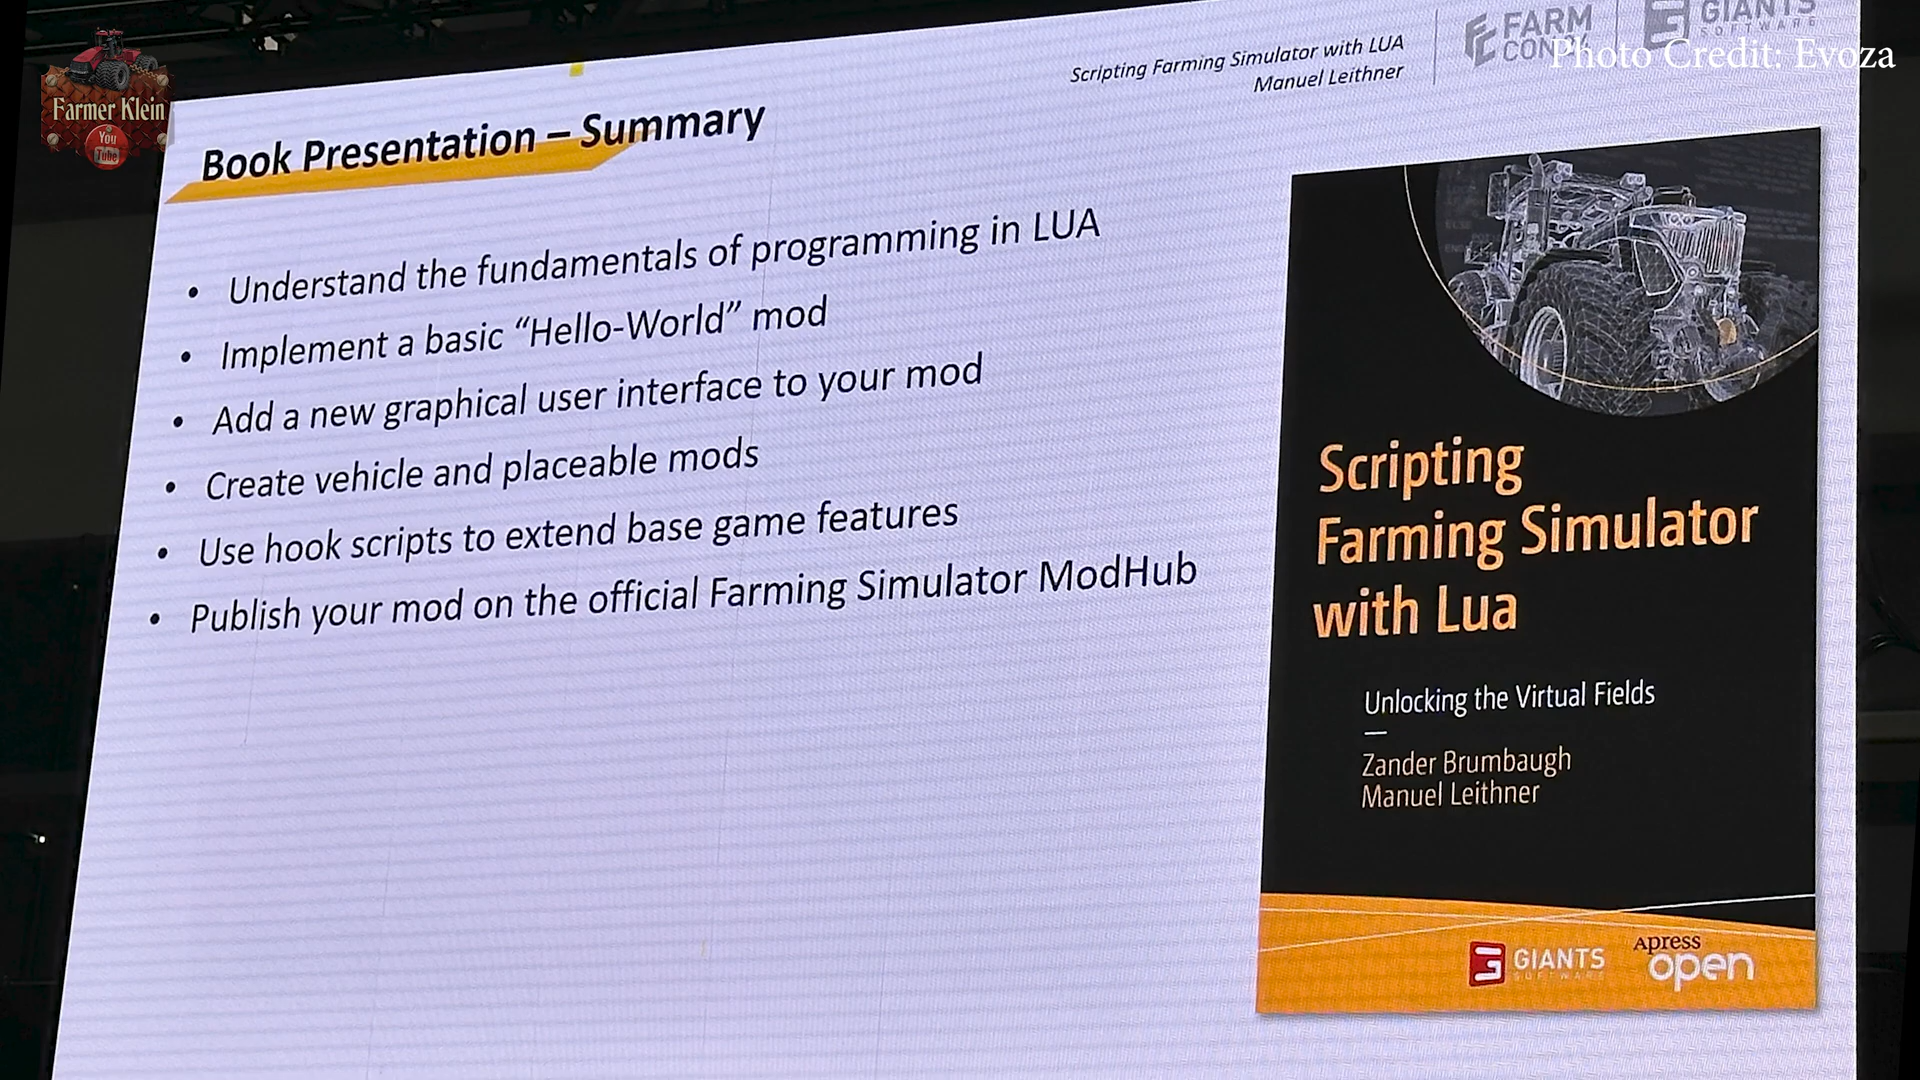 Farmer Klein
You
Tube
Scripting Farming Simulator with LUA
Manuel Leithner
FARM
CON
GIANTS
SOFTWARE
Photo Credit: Evoza
Book Presentation – Summary
• Understand the fundamentals of programming in LUA
• Implement a basic “Hello-World” mod
• Add a new graphical user interface to your mod
• Create vehicle and placeable mods
• Use hook scripts to extend base game features
• Publish your mod on the official Farming Simulator ModHub
Scripting
Farming Simulator
with Lua
Unlocking the Virtual Fields
Zander Brumbaugh
Manuel Leithner
GIANTS
SOFTWARE
Apress
open